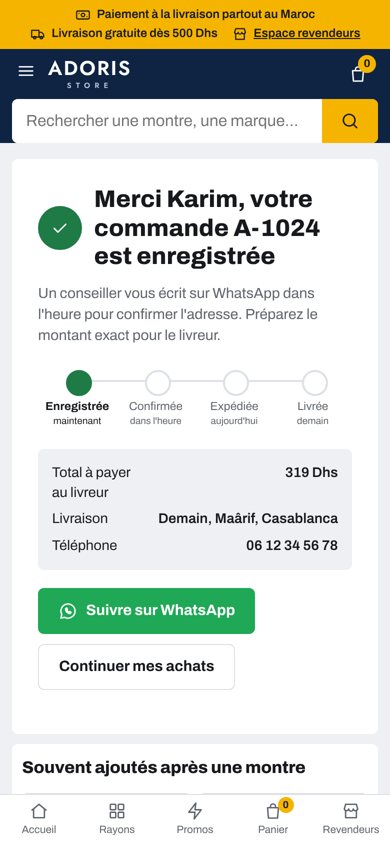 Paiement à la livraison partout au Maroc
Livraison gratuite dès 500 Dhs Espace revendeurs
ADORIS
STORE
0
Rechercher une montre, une marque...
Merci Karim, votre
commande A-1024
est enregistrée
Un conseiller vous écrit sur WhatsApp dans
l'heure pour confirmer l'adresse. Préparez le
montant exact pour le livreur.
Enregistrée Confirmée Expédiée Livrée
maintenant dans l'heure aujourd'hui demain
Total à payer 319 Dhs
au livreur
Livraison Demain, Maârif, Casablanca
Téléphone 06 12 34 56 78
Suivre sur WhatsApp
Continuer mes achats
Souvent ajoutés après une montre
0
Accueil Rayons Promos Panier Revendeurs